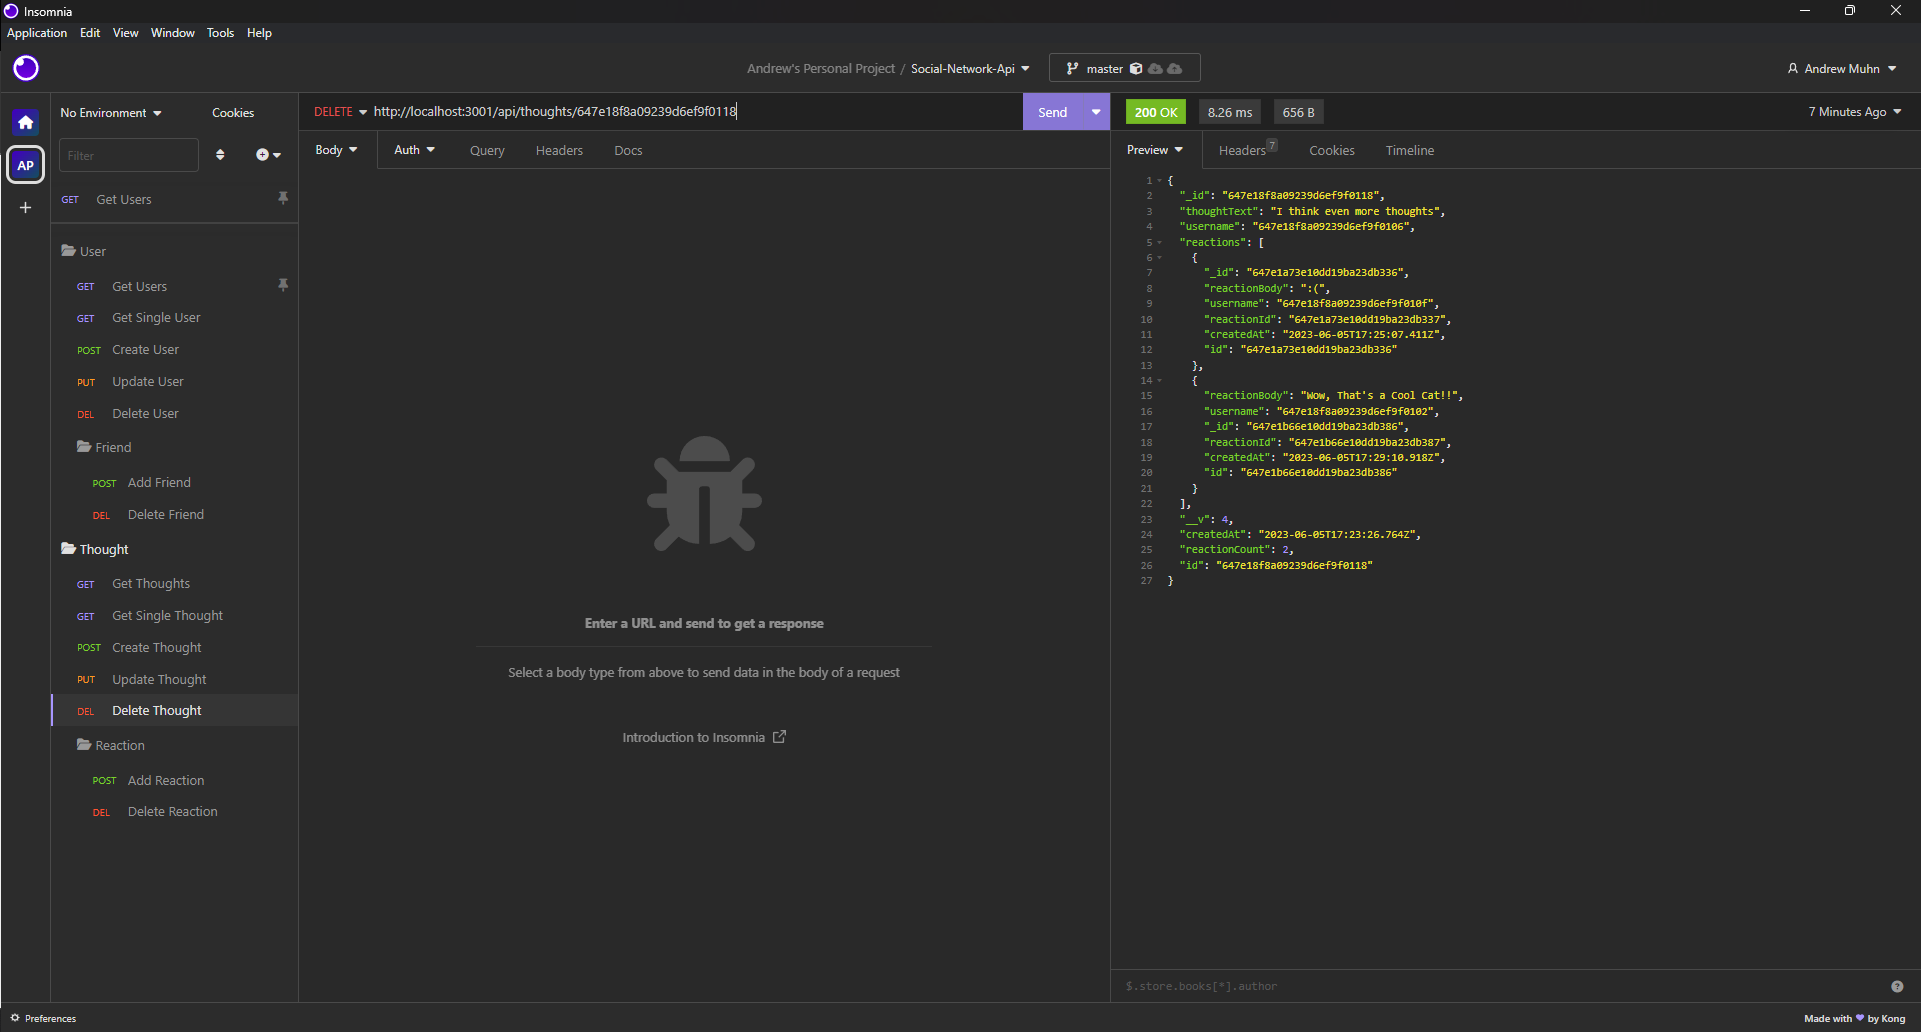 Insomnia
Application Edit View Window Tools Help
Andrew's Personal Project / Social-Network-Api master Andrew Muhn
No Environment Cookies
Filter
AP
GET Get Users
User
GET Get Users
GET Get Single User
POST Create User
PUT Update User
DEL Delete User
Friend
POST Add Friend
DEL Delete Friend
Thought
GET Get Thoughts
GET Get Single Thought
POST Create Thought
PUT Update Thought
DEL Delete Thought
Reaction
POST Add Reaction
DEL Delete Reaction
DELETE http://localhost:3001/api/thoughts/647e18f8a09239d6ef9f0118 Send
Body Auth Query Headers Docs
Enter a URL and send to get a response
Select a body type from above to send data in the body of a request
Introduction to Insomnia
200 OK 8.26 ms 656 B 7 Minutes Ago
Preview Headers 7 Cookies Timeline
1 {
2 "_id": "647e18f8a09239d6ef9f0118",
3 "thoughtText": "I think even more thoughts",
4 "username": "647e18f8a09239d6ef9f0106",
5 "reactions": [
6 {
7 "_id": "647e1a73e10dd19ba23db336",
8 "reactionBody": ":(",
9 "username": "647e18f8a09239d6ef9f010f",
10 "reactionId": "647e1a73e10dd19ba23db337",
11 "createdAt": "2023-06-05T17:25:07.411Z",
12 "id": "647e1a73e10dd19ba23db336"
13 },
14 {
15 "reactionBody": "Wow, That's a Cool Cat!!",
16 "username": "647e18f8a09239d6ef9f0102",
17 "_id": "647e1b66e10dd19ba23db386",
18 "reactionId": "647e1b66e10dd19ba23db387",
19 "createdAt": "2023-06-05T17:29:10.918Z",
20 "id": "647e1b66e10dd19ba23db386"
21 }
22 ],
23 "__v": 4,
24 "createdAt": "2023-06-05T17:23:26.764Z",
25 "reactionCount": 2,
26 "id": "647e18f8a09239d6ef9f0118"
27 }
$.store.books[*].author
Preferences
Made with ♥ by Kong